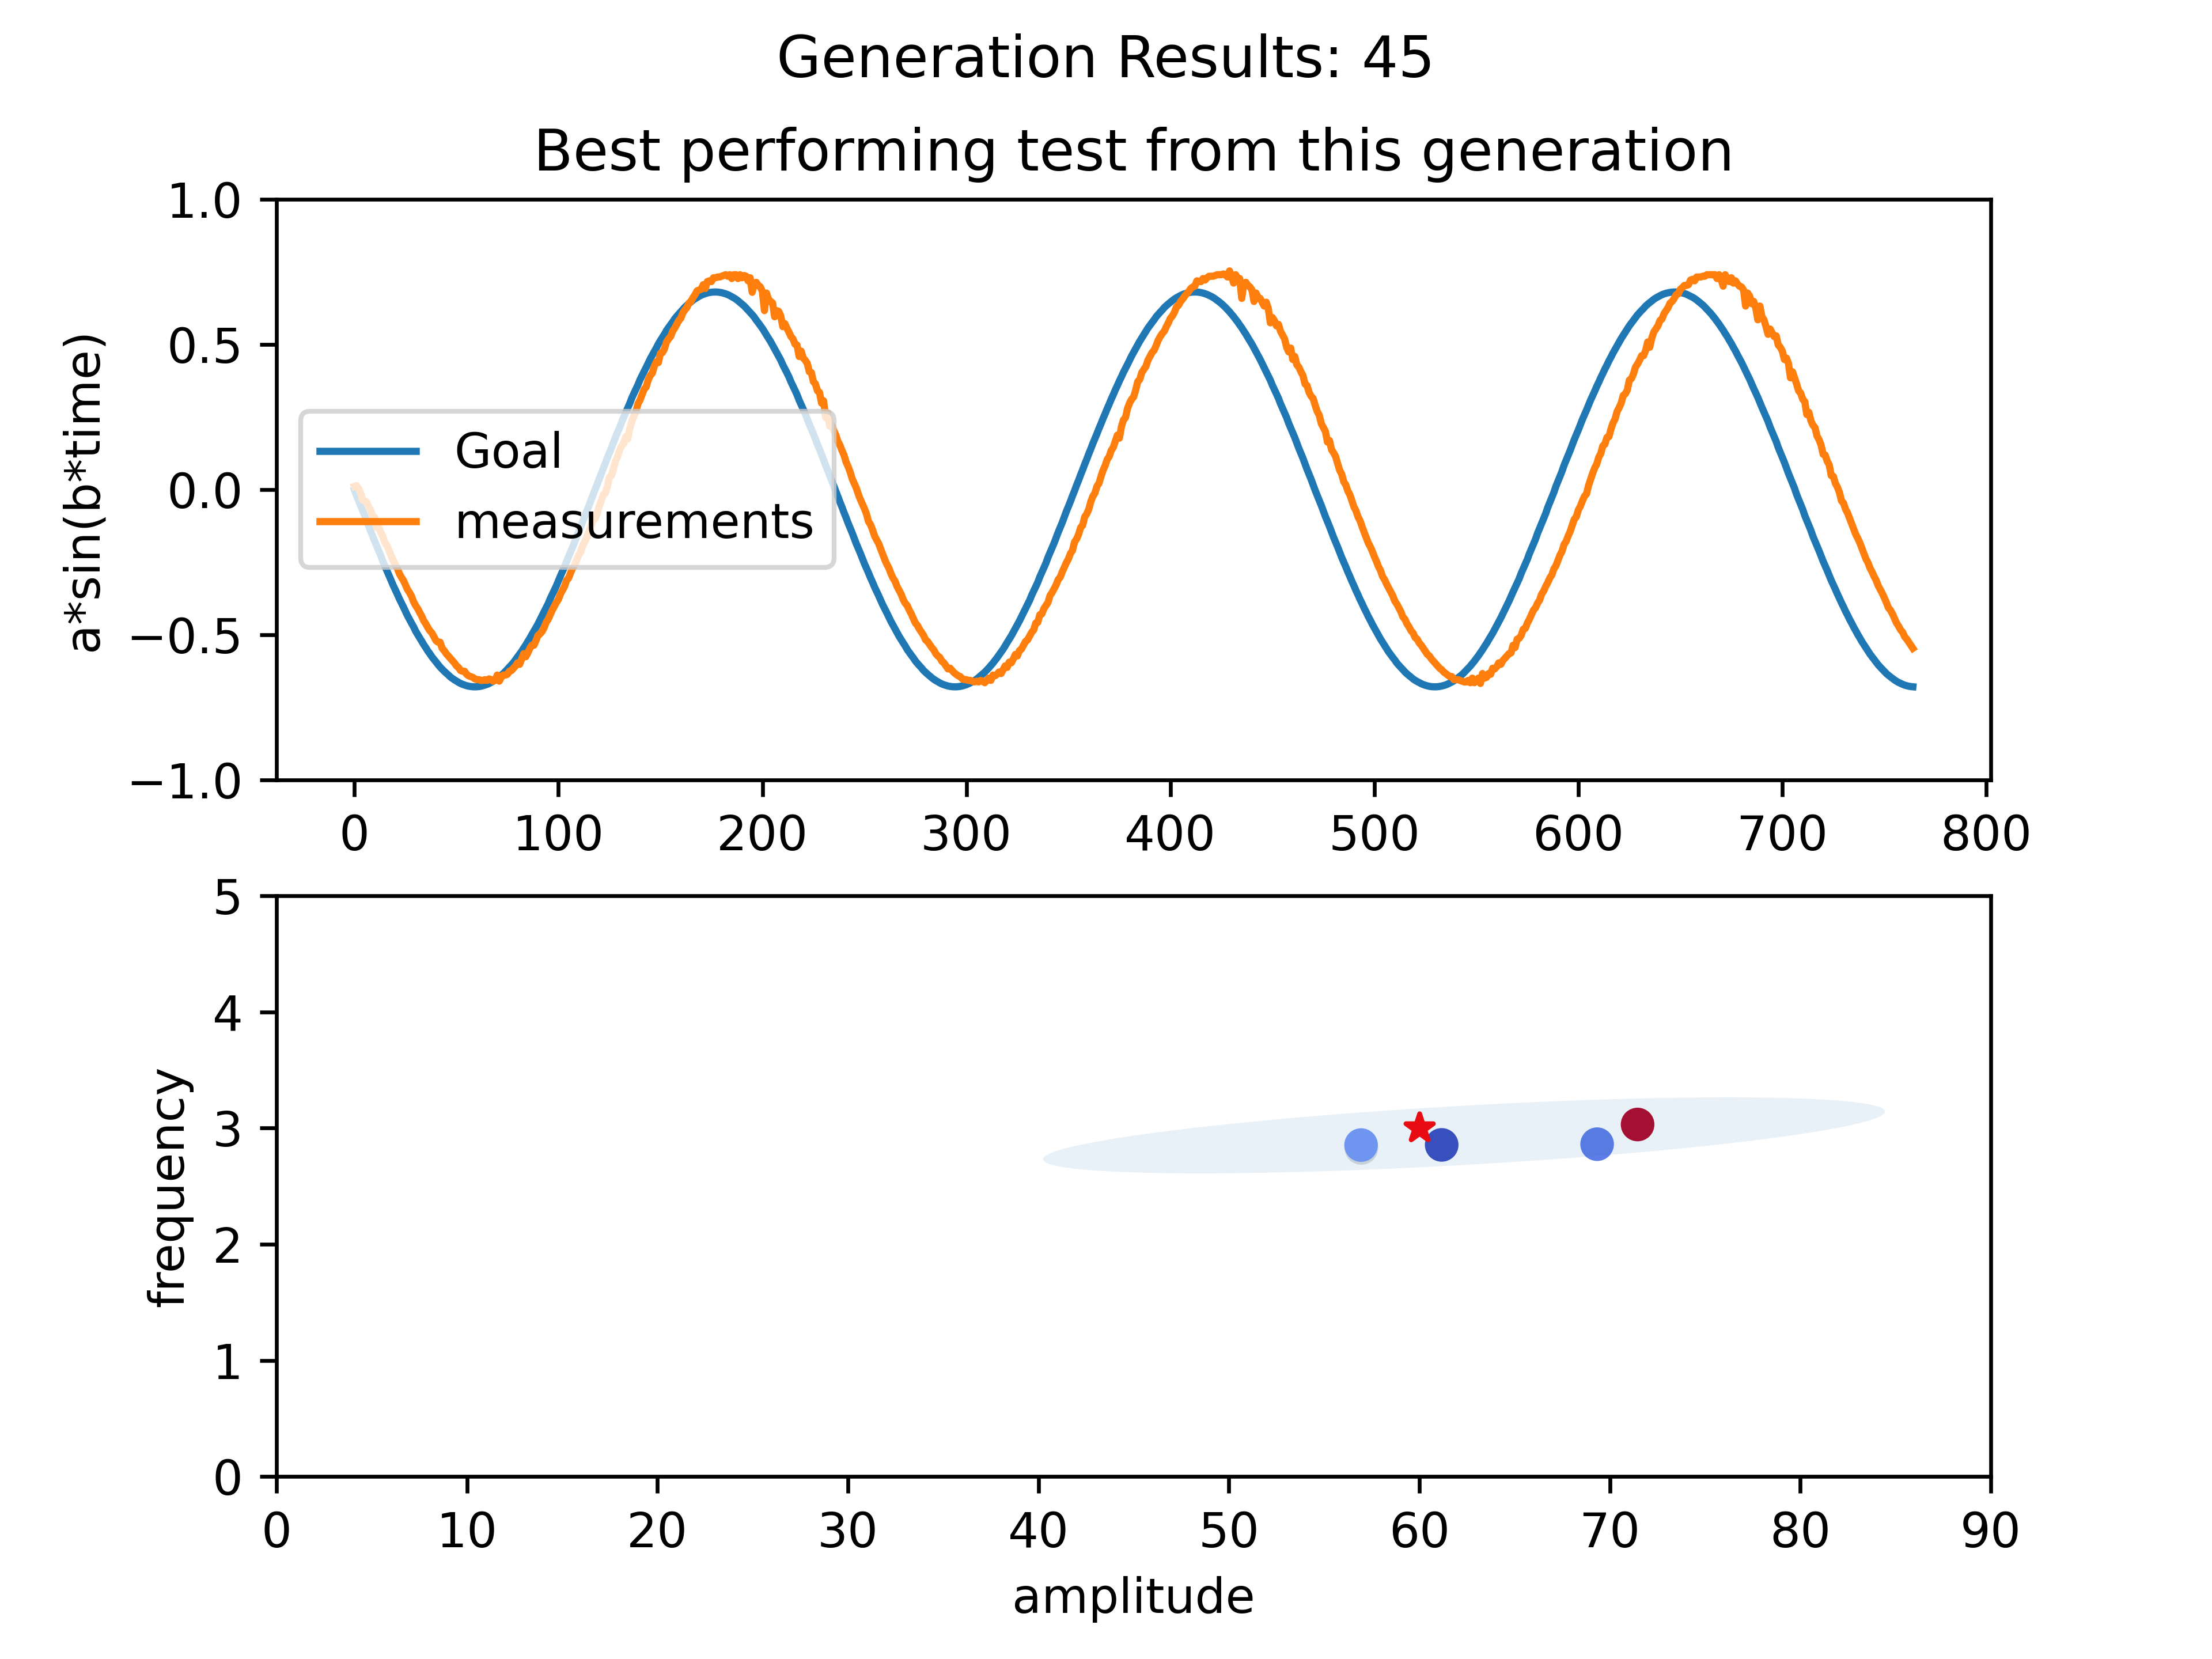 Generation Results: 45
Best performing test from this generation
1.0
0.5
0.0
−0.5
−1.0
a*sin(b*time)
Goal
measurements
0 100 200 300 400 500 600 700 800
5
4
3
2
1
0
frequency
0 10 20 30 40 50 60 70 80 90
amplitude